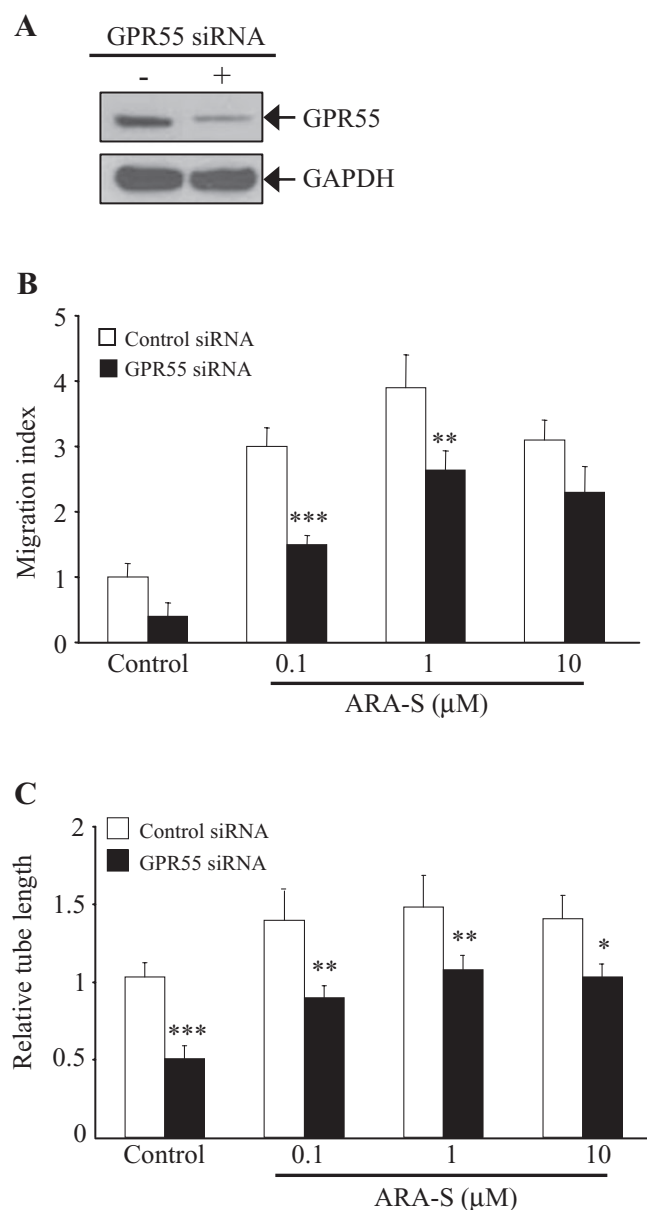 A
GPR55 siRNA
- +
GPR55
GAPDH
B
5
4
3
2
1
0
Migration index
Control siRNA
GPR55 siRNA
***
**
Control 0.1 1 10
ARA-S (μM)
C
2
1.5
1
0.5
0
Relative tube length
Control siRNA
GPR55 siRNA
***
**
**
*
Control 0.1 1 10
ARA-S (μM)